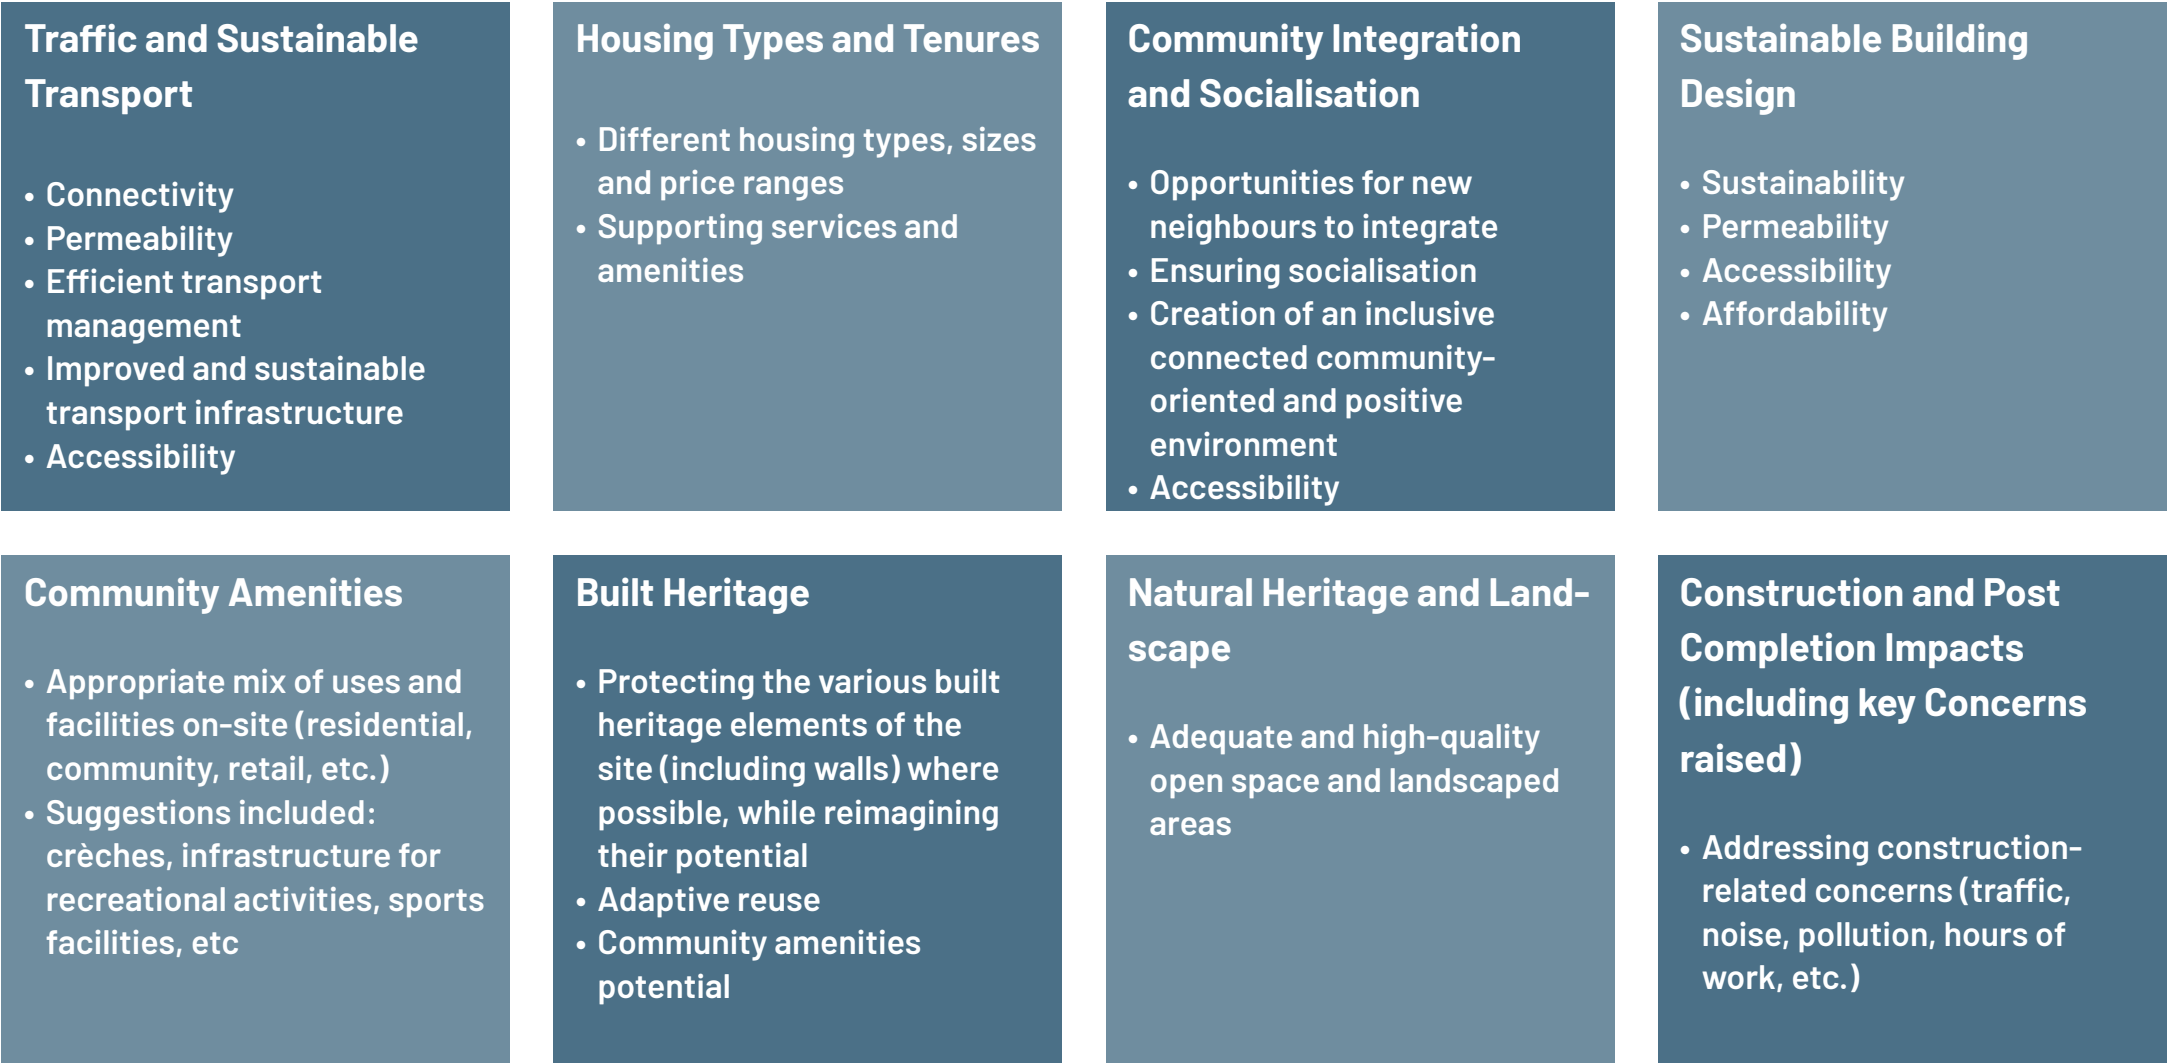 Traffic and Sustainable
Transport
• Connectivity
• Permeability
• Efficient transport
management
• Improved and sustainable
transport infrastructure
• Accessibility
Housing Types and Tenures
• Different housing types, sizes
and price ranges
• Supporting services and
amenities
Community Integration
and Socialisation
• Opportunities for new
neighbours to integrate
• Ensuring socialisation
• Creation of an inclusive
connected community-
oriented and positive
environment
• Accessibility
Sustainable Building
Design
• Sustainability
• Permeability
• Accessibility
• Affordability
Community Amenities
• Appropriate mix of uses and
facilities on-site (residential,
community, retail, etc.)
• Suggestions included:
crèches, infrastructure for
recreational activities, sports
facilities, etc
Built Heritage
• Protecting the various built
heritage elements of the
site (including walls) where
possible, while reimagining
their potential
• Adaptive reuse
• Community amenities
potential
Natural Heritage and Land-
scape
• Adequate and high-quality
open space and landscaped
areas
Construction and Post
Completion Impacts
(including key Concerns
raised)
• Addressing construction-
related concerns (traffic,
noise, pollution, hours of
work, etc.)